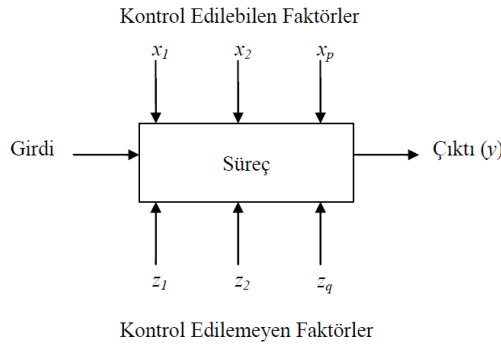 Kontrol Edilebilen Faktörler
x1 x2 xp
Girdi
Süreç
Çıktı (y)
z1 z2 zq
Kontrol Edilemeyen Faktörler